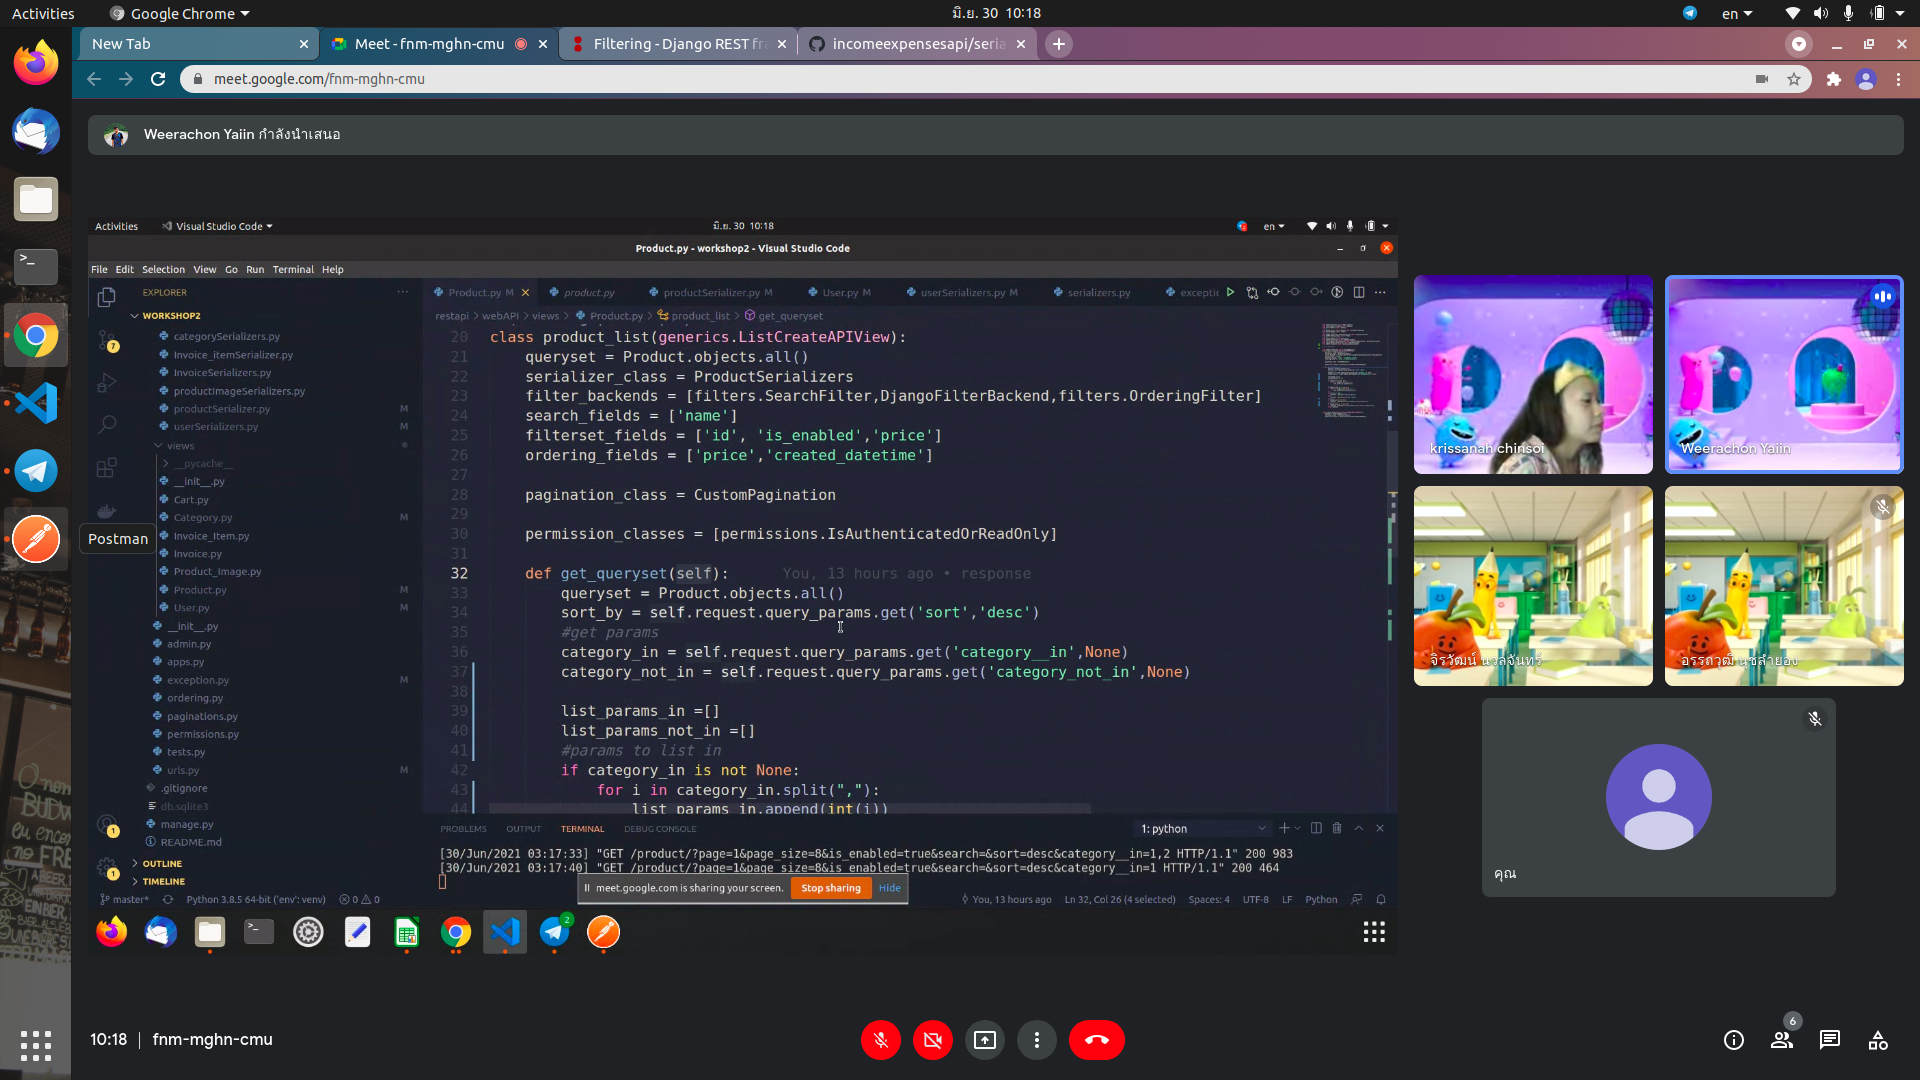 Activities
Google Chrome
มิ.ย. 30 10:18
en
New Tab
Meet - fnm-mghn-cmu
Filtering - Django REST fra
incomeexpensesapi/seria
meet.google.com/fnm-mghn-cmu
Weerachon Yaiin กำลังนำเสนอ
Activities
Visual Studio Code
มิ.ย. 30 10:18
en
Product.py - workshop2 - Visual Studio Code
File Edit Selection View Go Run Terminal Help
EXPLORER
WORKSHOP2
categorySerializers.py
Invoice_itemSerializer.py
InvoiceSerializers.py
productImageSerializers.py
productSerializer.py M
userSerializers.py M
views
__pycache__
__init__.py
Cart.py
Category.py M
Invoice_Item.py
Invoice.py
Product_Image.py
Product.py M
User.py M
__init__.py
admin.py
apps.py
exception.py M
ordering.py
paginations.py
permissions.py
tests.py
urls.py M
.gitignore
db.sqlite3
manage.py
README.md
OUTLINE
TIMELINE
7
1
1
Postman
Product.py M
product.py
productSerializer.py M
User.py M
userSerializers.py M
serializers.py
exceptic
restapi > webAPI > views > Product.py > product_list > get_queryset
20 class product_list(generics.ListCreateAPIView):
21 queryset = Product.objects.all()
22 serializer_class = ProductSerializers
23 filter_backends = [filters.SearchFilter,DjangoFilterBackend,filters.OrderingFilter]
24 search_fields = ['name']
25 filterset_fields = ['id', 'is_enabled','price']
26 ordering_fields = ['price','created_datetime']
27
28 pagination_class = CustomPagination
29
30 permission_classes = [permissions.IsAuthenticatedOrReadOnly]
31
32 def get_queryset(self): You, 13 hours ago • response
33 queryset = Product.objects.all()
34 sort_by = self.request.query_params.get('sort','desc')
35 #get params
36 category_in = self.request.query_params.get('category__in',None)
37 category_not_in = self.request.query_params.get('category_not_in',None)
38
39 list_params_in =[]
40 list_params_not_in =[]
41 #params to list in
42 if category_in is not None:
43 for i in category_in.split(","):
44 list_params_in.append(int(i))
PROBLEMS OUTPUT TERMINAL DEBUG CONSOLE
1: python
[30/Jun/2021 03:17:33] "GET /product/?page=1&page_size=8&is_enabled=true&search=&sort=desc&category__in=1,2 HTTP/1.1" 200 983
[30/Jun/2021 03:17:40] "GET /product/?page=1&page_size=8&is_enabled=true&search=&sort=desc&category__in=1 HTTP/1.1" 200 464
meet.google.com is sharing your screen.
Stop sharing
Hide
master*
Python 3.8.5 64-bit ('env': venv)
0 0
You, 13 hours ago
Ln 32, Col 26 (4 selected)
Spaces: 4
UTF-8
LF
Python
2
krissanah chinsoi
Weerachon Yaiin
จิรวัฒน์ นวลจันทร์
อรรถวุฒิ นุชลำยอง
คุณ
10:18 | fnm-mghn-cmu
6